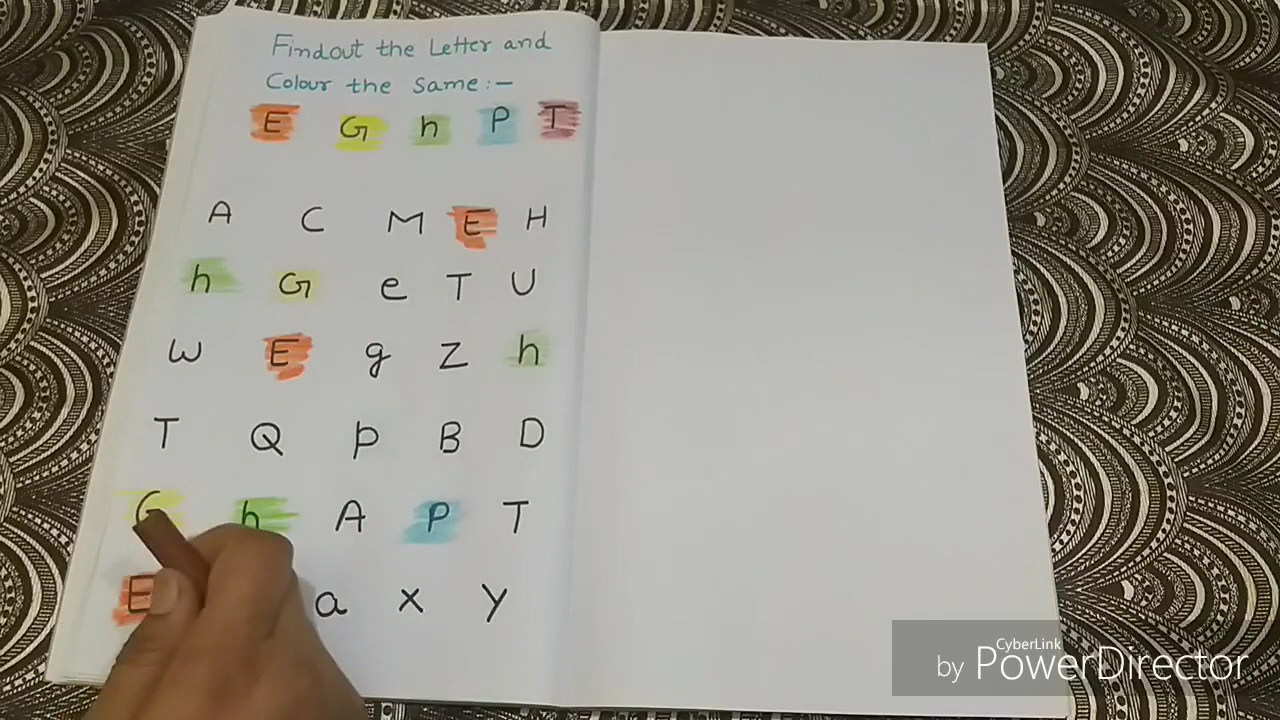 Findout the Letter and
Colour the Same :-
E G h P T
A C M E H
h G e T U
W E g Z h
T Q p B D
G h A P T
E a x y
CyberLink
by PowerDirector